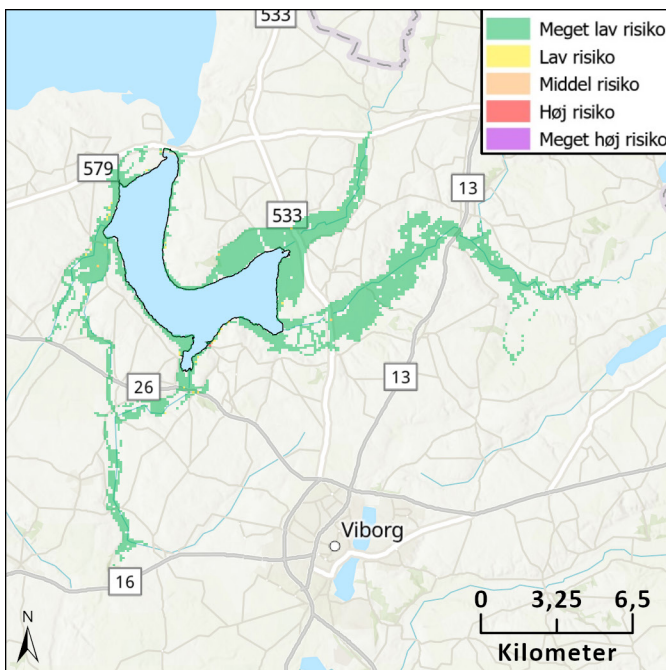 533
Meget lav risiko
Lav risiko
Middel risiko
Høj risiko
Meget høj risiko
579
13
533
26
13
Viborg
16
N
0 3,25 6,5
Kilometer